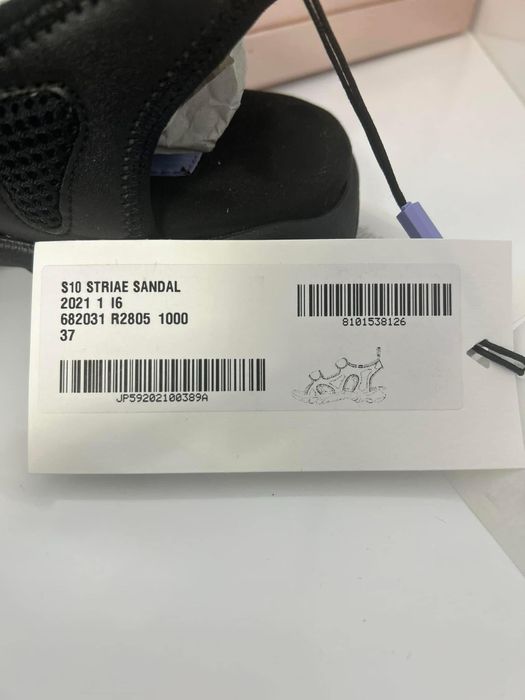 S10 STRIAE SANDAL
2021 1 I6
682031 R2805 1000
37
8101538126
JP59202100389A